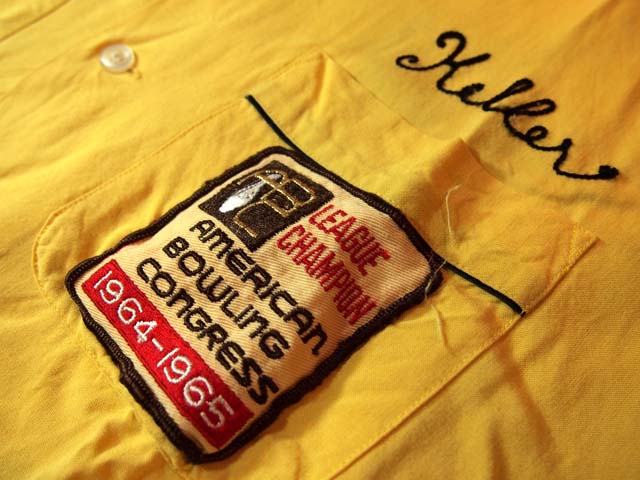 Keller
LEAGUE
CHAMPION
AMERICAN
BOWLING
CONGRESS
1964-1965